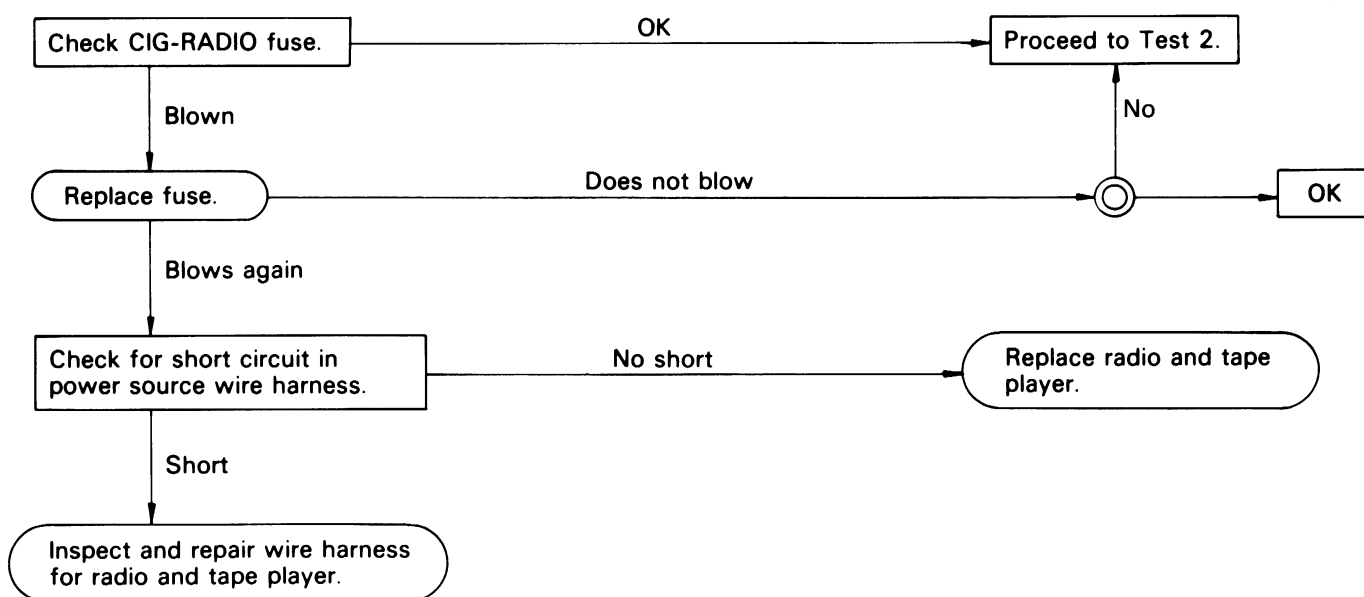 Check CIG-RADIO fuse.
OK
Proceed to Test 2.
Blown
No
Replace fuse.
Does not blow
OK
Blows again
Check for short circuit in
power source wire harness.
No short
Replace radio and tape
player.
Short
Inspect and repair wire harness
for radio and tape player.